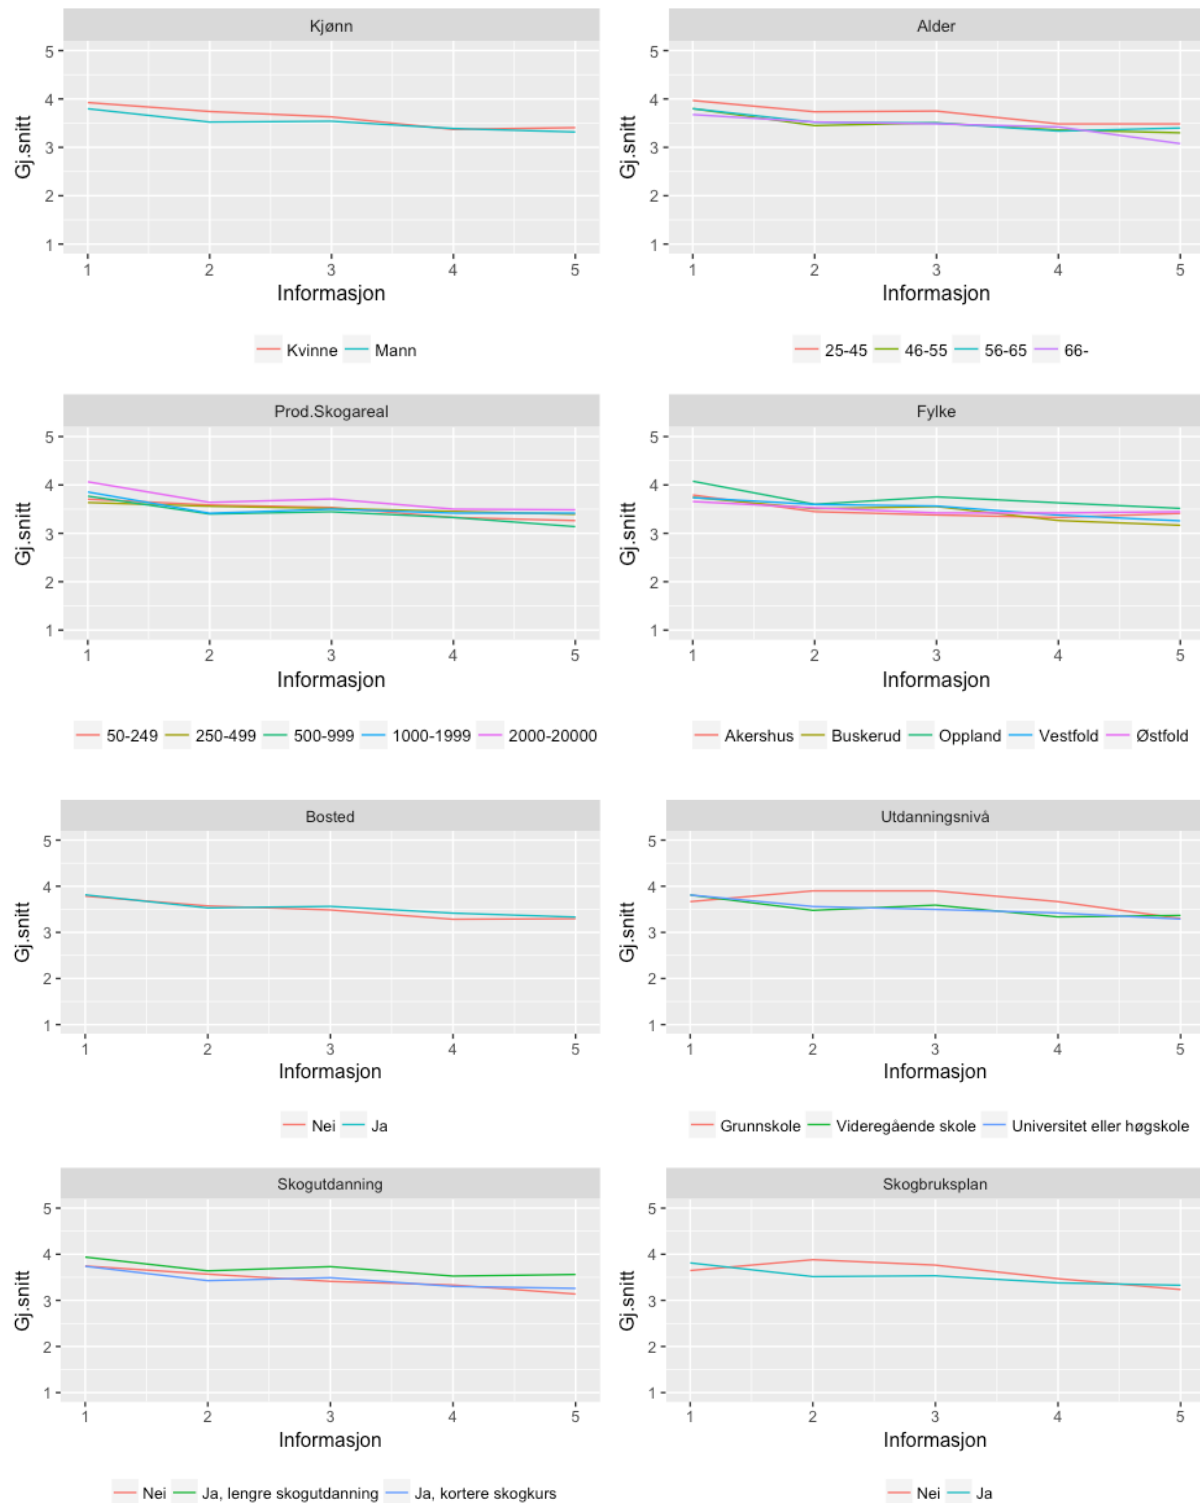 Kjønn
5
4
3
2
1
Gj.snitt
1 2 3 4 5
Informasjon
Kvinne Mann
Alder
5
4
3
2
1
Gj.snitt
1 2 3 4 5
Informasjon
25-45 46-55 56-65 66-
Prod.Skogareal
5
4
3
2
1
Gj.snitt
1 2 3 4 5
Informasjon
50-249 250-499 500-999 1000-1999 2000-20000
Fylke
5
4
3
2
1
Gj.snitt
1 2 3 4 5
Informasjon
Akershus Buskerud Oppland Vestfold Østfold
Bosted
5
4
3
2
1
Gj.snitt
1 2 3 4 5
Informasjon
Nei Ja
Utdanningsnivå
5
4
3
2
1
Gj.snitt
1 2 3 4 5
Informasjon
Grunnskole Videregående skole Universitet eller høgskole
Skogutdanning
5
4
3
2
1
Gj.snitt
1 2 3 4 5
Informasjon
Nei Ja, lengre skogutdanning Ja, kortere skogkurs
Skogbruksplan
5
4
3
2
1
Gj.snitt
1 2 3 4 5
Informasjon
Nei Ja